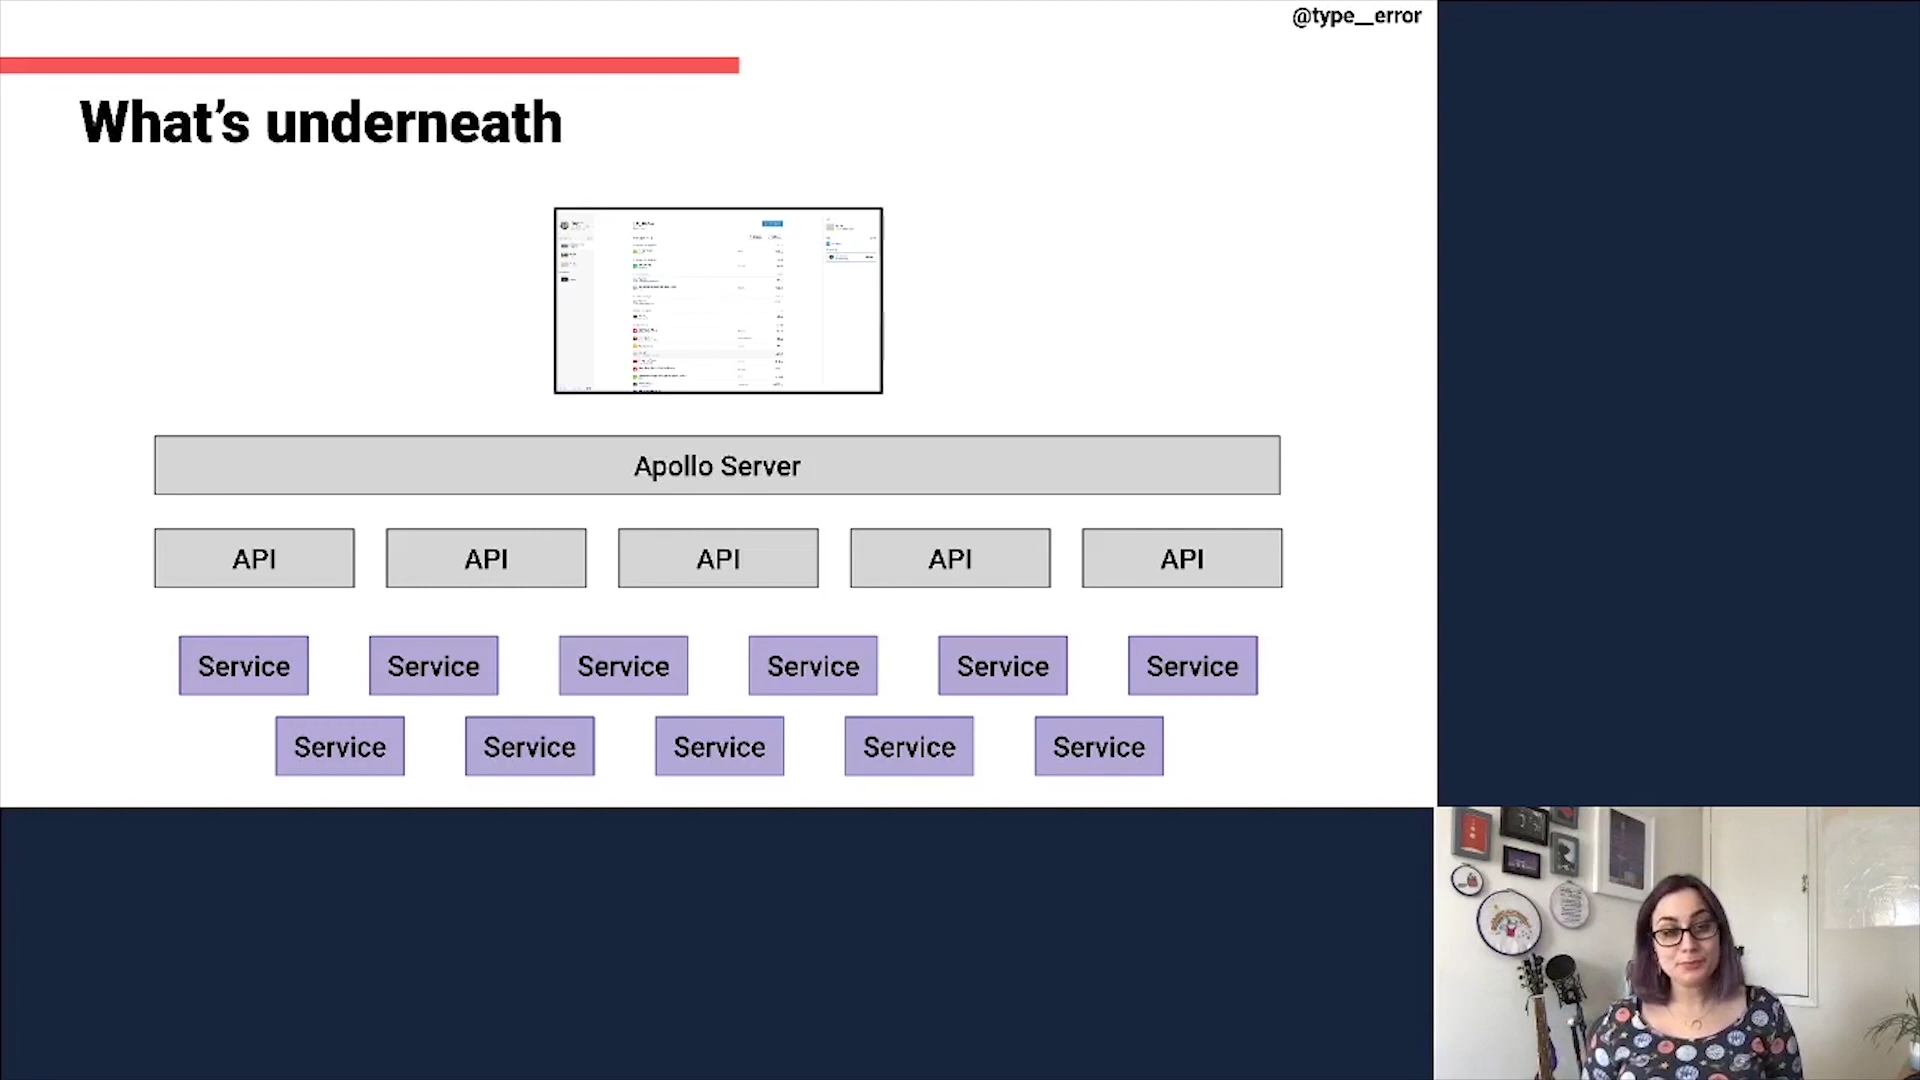 @type__error
What's underneath
Apollo Server
API API API API API
Service Service Service Service Service Service
Service Service Service Service Service